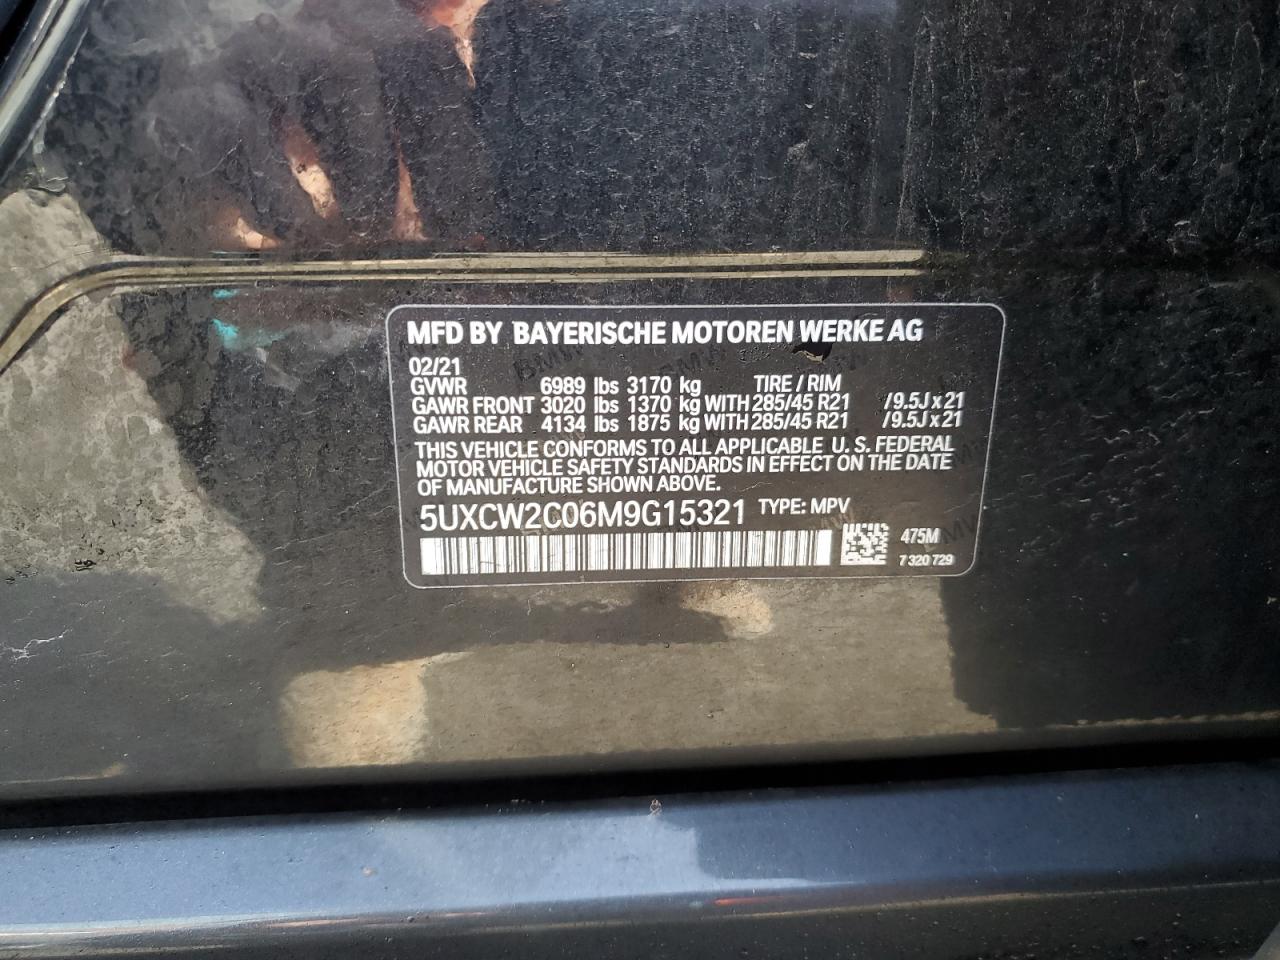 MFD BY BAYERISCHE MOTOREN WERKE AG
02/21
GVWR 6989 lbs 3170 kg TIRE / RIM
GAWR FRONT 3020 lbs 1370 kg WITH 285/45 R21 /9.5J x 21
GAWR REAR 4134 lbs 1875 kg WITH 285/45 R21 /9.5J x 21
THIS VEHICLE CONFORMS TO ALL APPLICABLE U.S. FEDERAL
MOTOR VEHICLE SAFETY STANDARDS IN EFFECT ON THE DATE
OF MANUFACTURE SHOWN ABOVE.
5UXCW2C06M9G15321 TYPE: MPV
475M
7 320 729